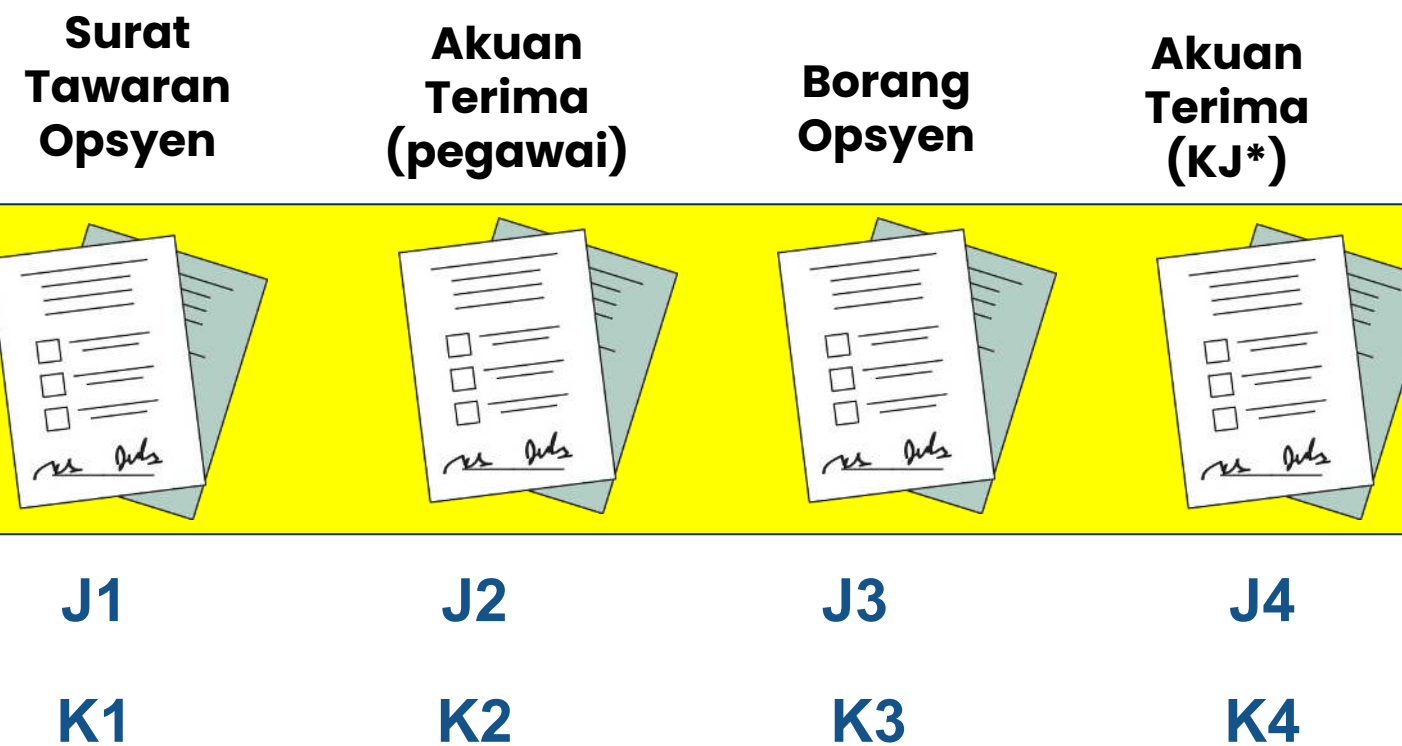 Surat
Tawaran
Opsyen
Akuan
Terima
(pegawai)
Borang
Opsyen
Akuan
Terima
(KJ*)
J1
J2
J3
J4
K1
K2
K3
K4